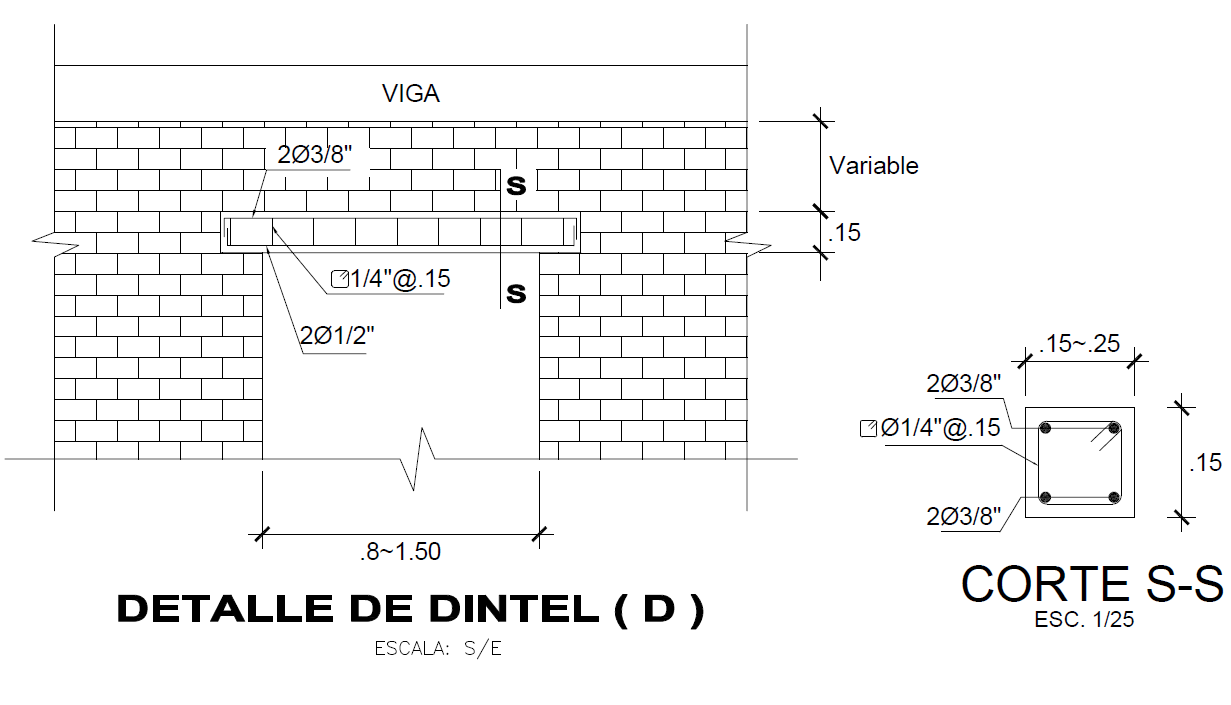 VIGA
2Ø3/8"
S
Variable
.15
1/4"@.15
S
2Ø1/2"
.8~1.50
DETALLE DE DINTEL ( D )
ESCALA: S/E
.15~.25
2Ø3/8"
Ø1/4"@.15
.15
2Ø3/8"
CORTE S-S
ESC. 1/25